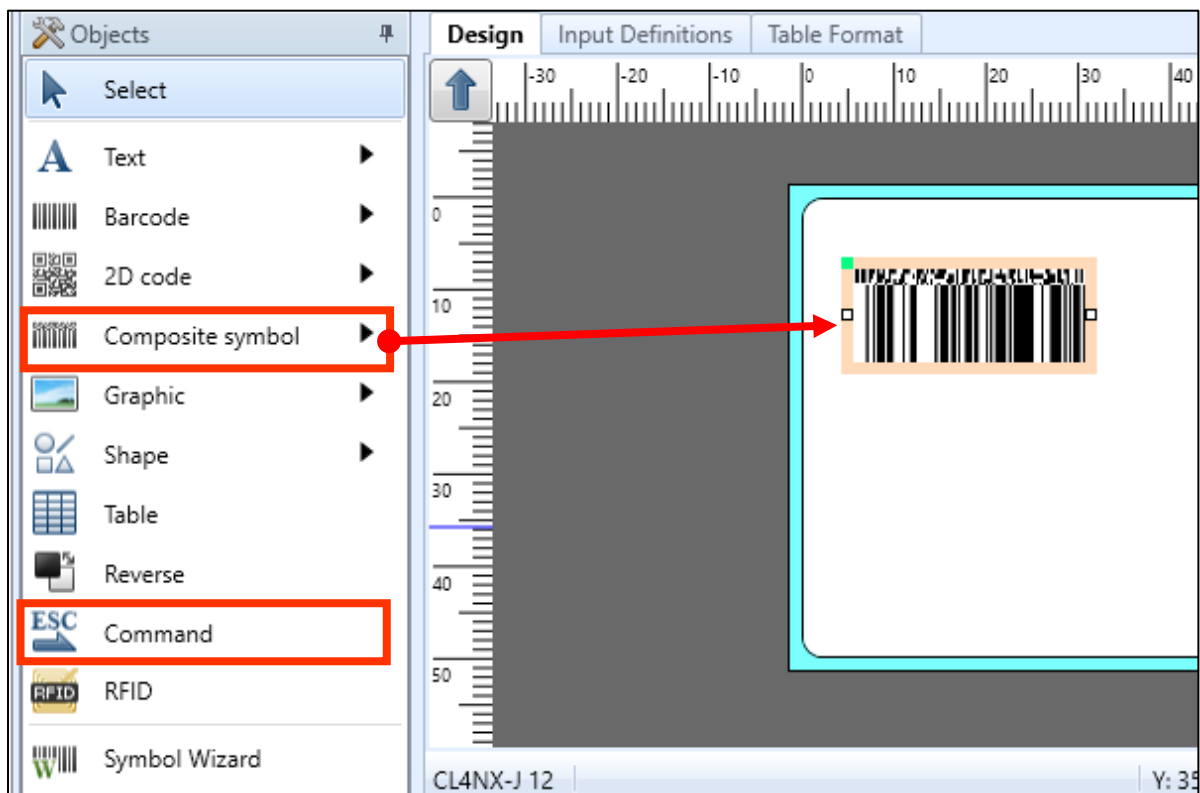 Objects
Select
Text
Barcode
2D code
Composite symbol
Graphic
Shape
Table
Reverse
ESC
Command
RFID
RFID
W
Symbol Wizard
Design
Input Definitions
Table Format
-30 -20 -10 0 10 20 30 40
0
10
20
30
40
50
CL4NX-J 12
Y: 35